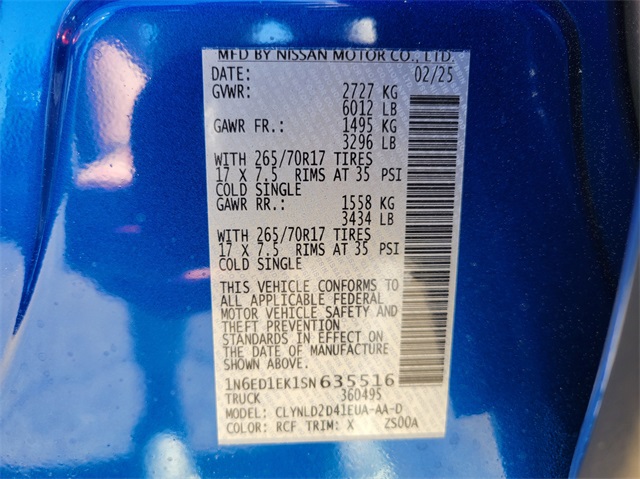 MFD BY NISSAN MOTOR CO., LTD.
DATE: 02/25
GVWR: 2727 KG
6012 LB
GAWR FR.: 1495 KG
3296 LB
WITH 265/70R17 TIRES
17 X 7.5 RIMS AT 35 PSI
COLD SINGLE
GAWR RR.: 1558 KG
3434 LB
WITH 265/70R17 TIRES
17 X 7.5 RIMS AT 35 PSI
COLD SINGLE
THIS VEHICLE CONFORMS TO
ALL APPLICABLE FEDERAL
MOTOR VEHICLE SAFETY AND
THEFT PREVENTION
STANDARDS IN EFFECT ON
THE DATE OF MANUFACTURE
SHOWN ABOVE.
1N6ED1EK1SN635516
TRUCK 360495
MODEL: CLYNLD2D41EUA-AA-D
COLOR: RCF TRIM: X ZS00A